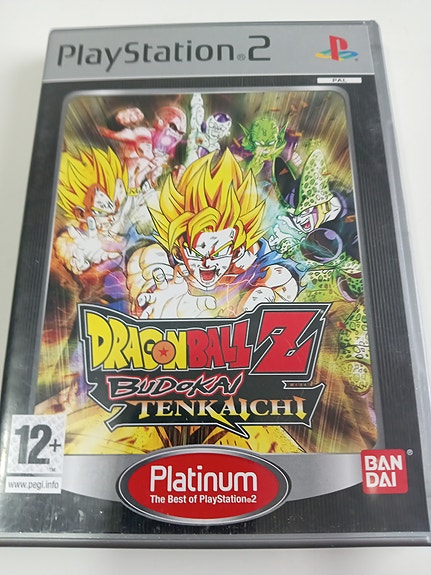 PlayStation®2
PAL
DRAGON BALL Z
BUDOKAI
TENKAICHI
12+
www.pegi.info
Platinum
The Best of PlayStation®2
BAN
DAI